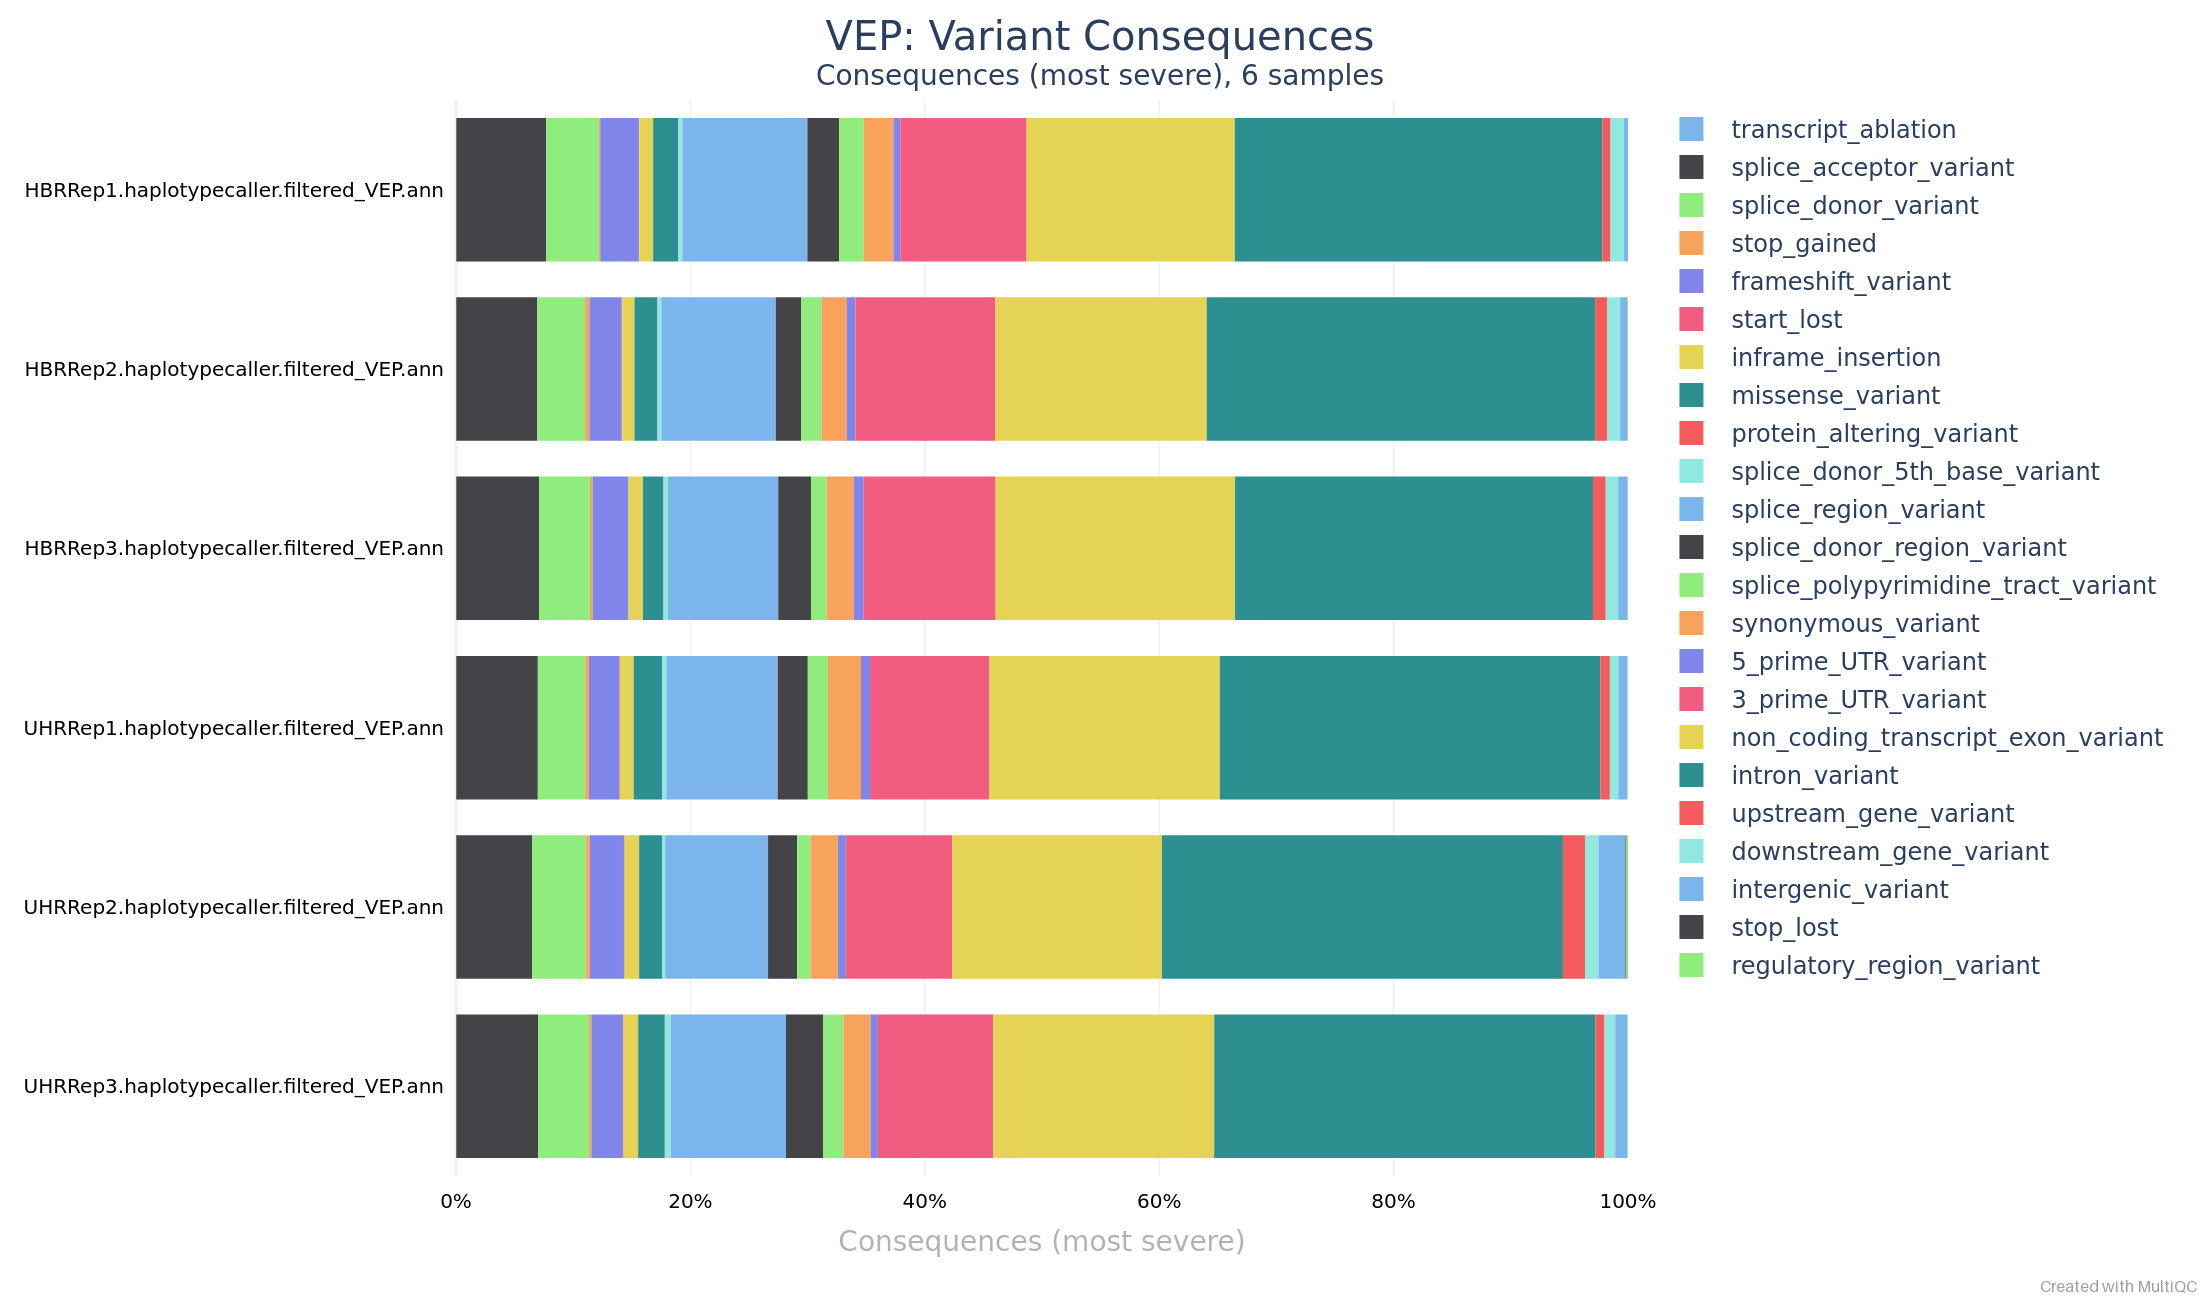 VEP: Variant Consequences
Consequences (most severe), 6 samples
HBRRep1.haplotypecaller.filtered_VEP.ann
HBRRep2.haplotypecaller.filtered_VEP.ann
HBRRep3.haplotypecaller.filtered_VEP.ann
UHRRep1.haplotypecaller.filtered_VEP.ann
UHRRep2.haplotypecaller.filtered_VEP.ann
UHRRep3.haplotypecaller.filtered_VEP.ann
0% 20% 40% 60% 80% 100%
Consequences (most severe)
transcript_ablation
splice_acceptor_variant
splice_donor_variant
stop_gained
frameshift_variant
start_lost
inframe_insertion
missense_variant
protein_altering_variant
splice_donor_5th_base_variant
splice_region_variant
splice_donor_region_variant
splice_polypyrimidine_tract_variant
synonymous_variant
5_prime_UTR_variant
3_prime_UTR_variant
non_coding_transcript_exon_variant
intron_variant
upstream_gene_variant
downstream_gene_variant
intergenic_variant
stop_lost
regulatory_region_variant
Created with MultiQC